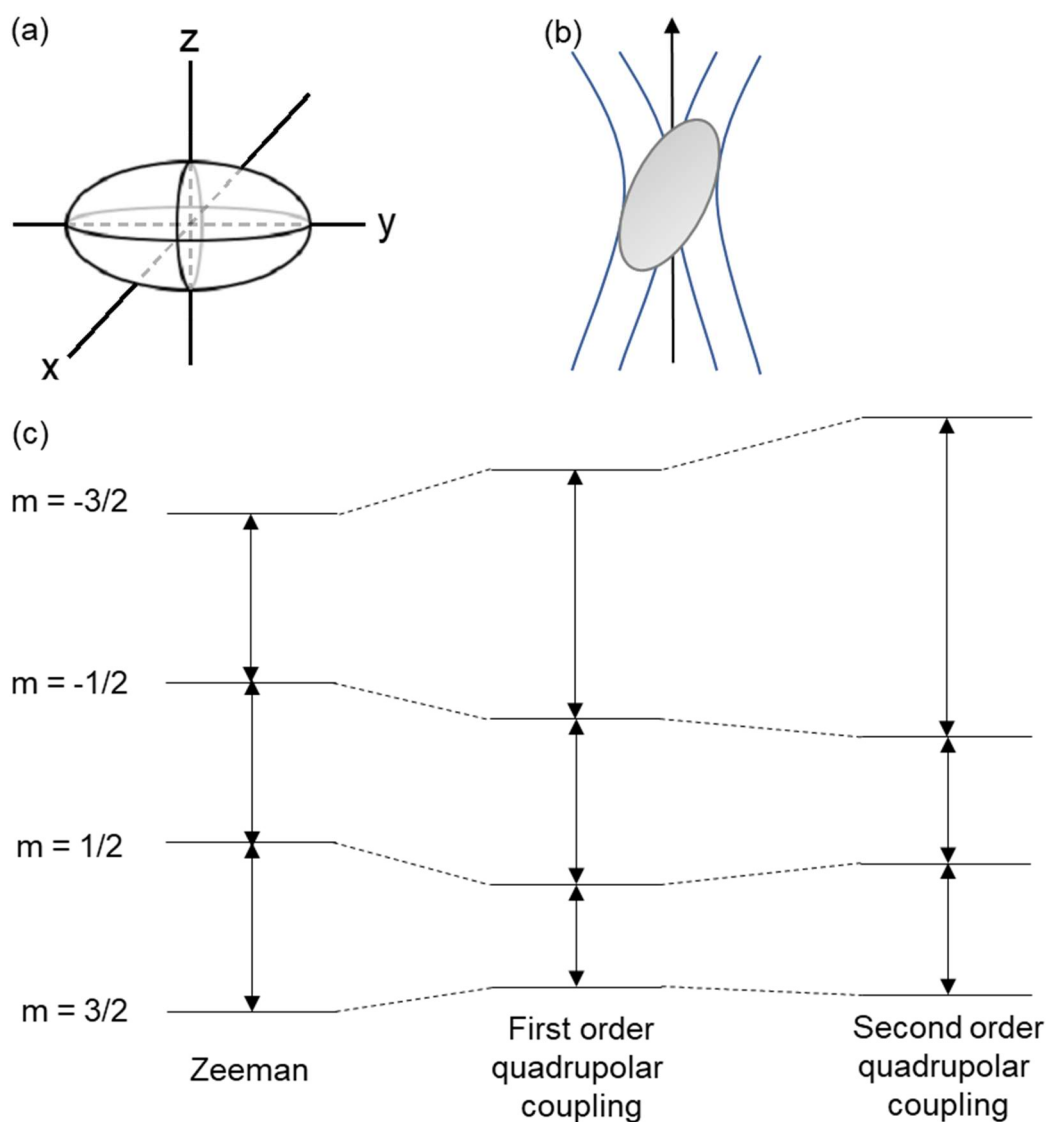 (a)
z
y
x
(b)
(c)
m = -3/2
m = -1/2
m = 1/2
m = 3/2
Zeeman
First order
quadrupolar
coupling
Second order
quadrupolar
coupling